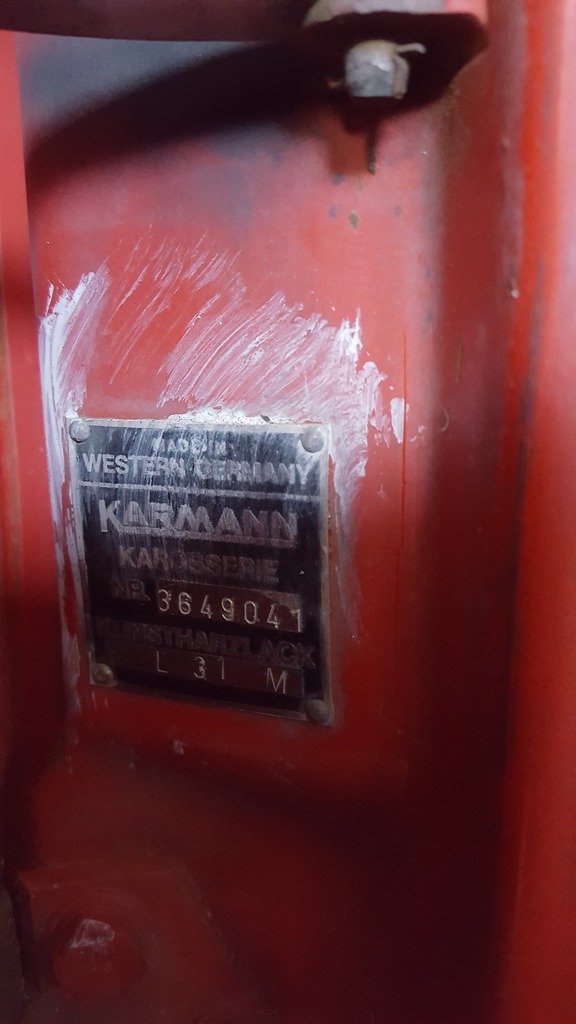 MADE IN
WESTERN GERMANY
KARMANN
KAROSSERIE
NR. 3649041
KUNSTHARZLACK
L 31 M